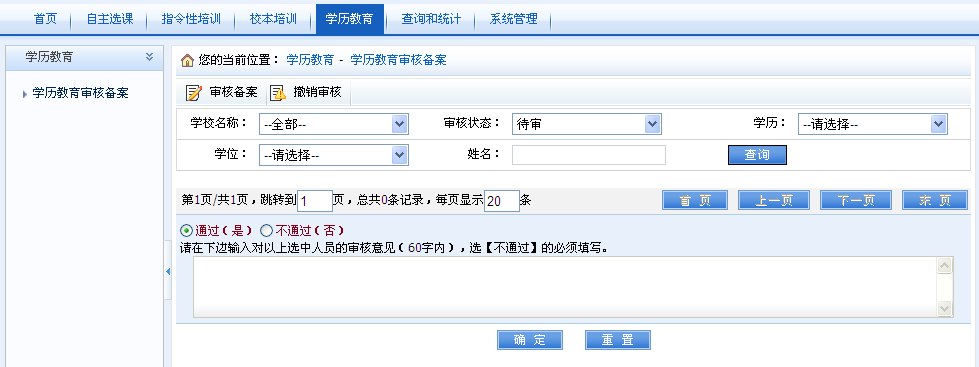 首页 自主选课 指令性培训 校本培训 学历教育 查询和统计 系统管理
学历教育
学历教育审核备案
您的当前位置： 学历教育 - 学历教育审核备案
审核备案 撤销审核
学校名称： --全部-- 审核状态： 待审 学历： --请选择--
学位： --请选择-- 姓名： 查询
第1页/共1页，跳转到 1 页，总共0条记录，每页显示 20 条 首 页 上一页 下一页 末 页
通过（是） 不通过（否）
请在下边输入对以上选中人员的审核意见（60字内），选【不通过】的必须填写。
确 定 重 置